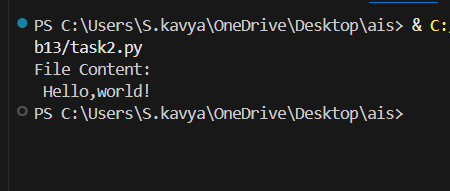 PS C:\Users\S.kavya\OneDrive\Desktop\ais> & C:
b13/task2.py
File Content:
 Hello,world!
PS C:\Users\S.kavya\OneDrive\Desktop\ais>